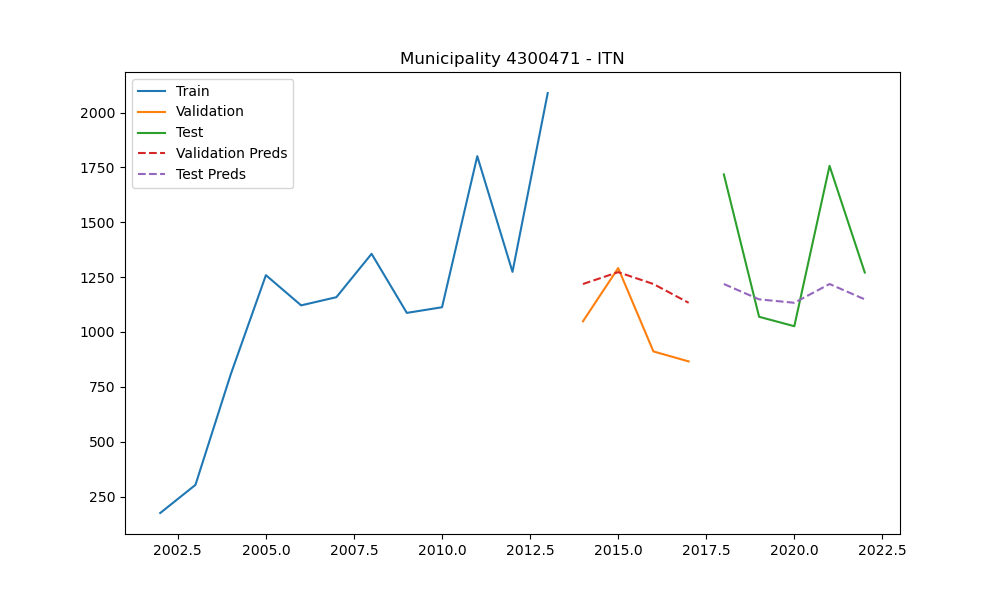 Municipality 4300471 - ITN
Train
Validation
Test
Validation Preds
Test Preds
2000
1750
1500
1250
1000
750
500
250
2002.5 2005.0 2007.5 2010.0 2012.5 2015.0 2017.5 2020.0 2022.5